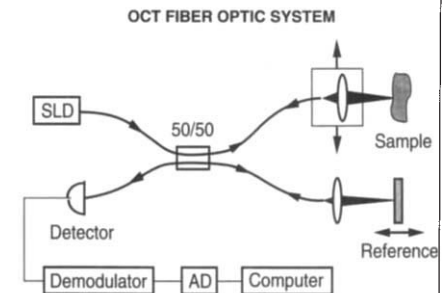 OCT FIBER OPTIC SYSTEM
SLD
50/50
Sample
Detector
Reference
Demodulator
AD
Computer